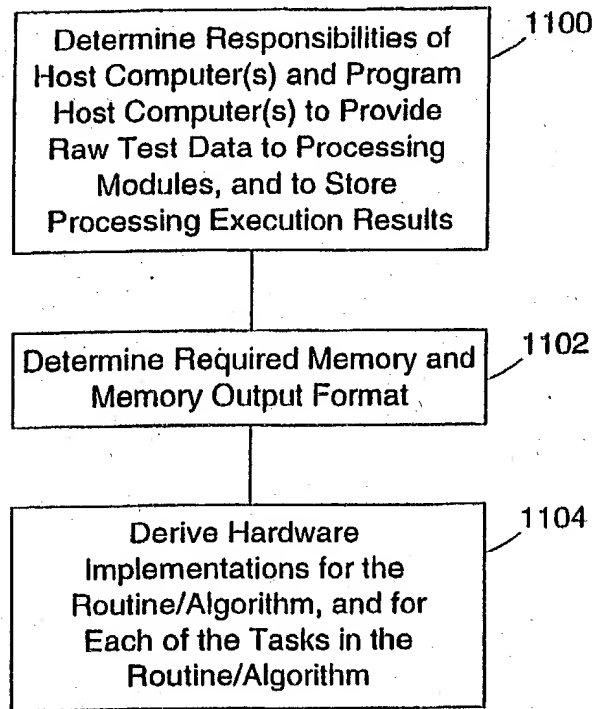 Determine Responsibilities of
Host Computer(s) and Program
Host Computer(s) to Provide
Raw Test Data to Processing
Modules, and to Store
Processing Execution Results
1100
Determine Required Memory and
Memory Output Format
1102
Derive Hardware
Implementations for the
Routine/Algorithm, and for
Each of the Tasks in the
Routine/Algorithm
1104